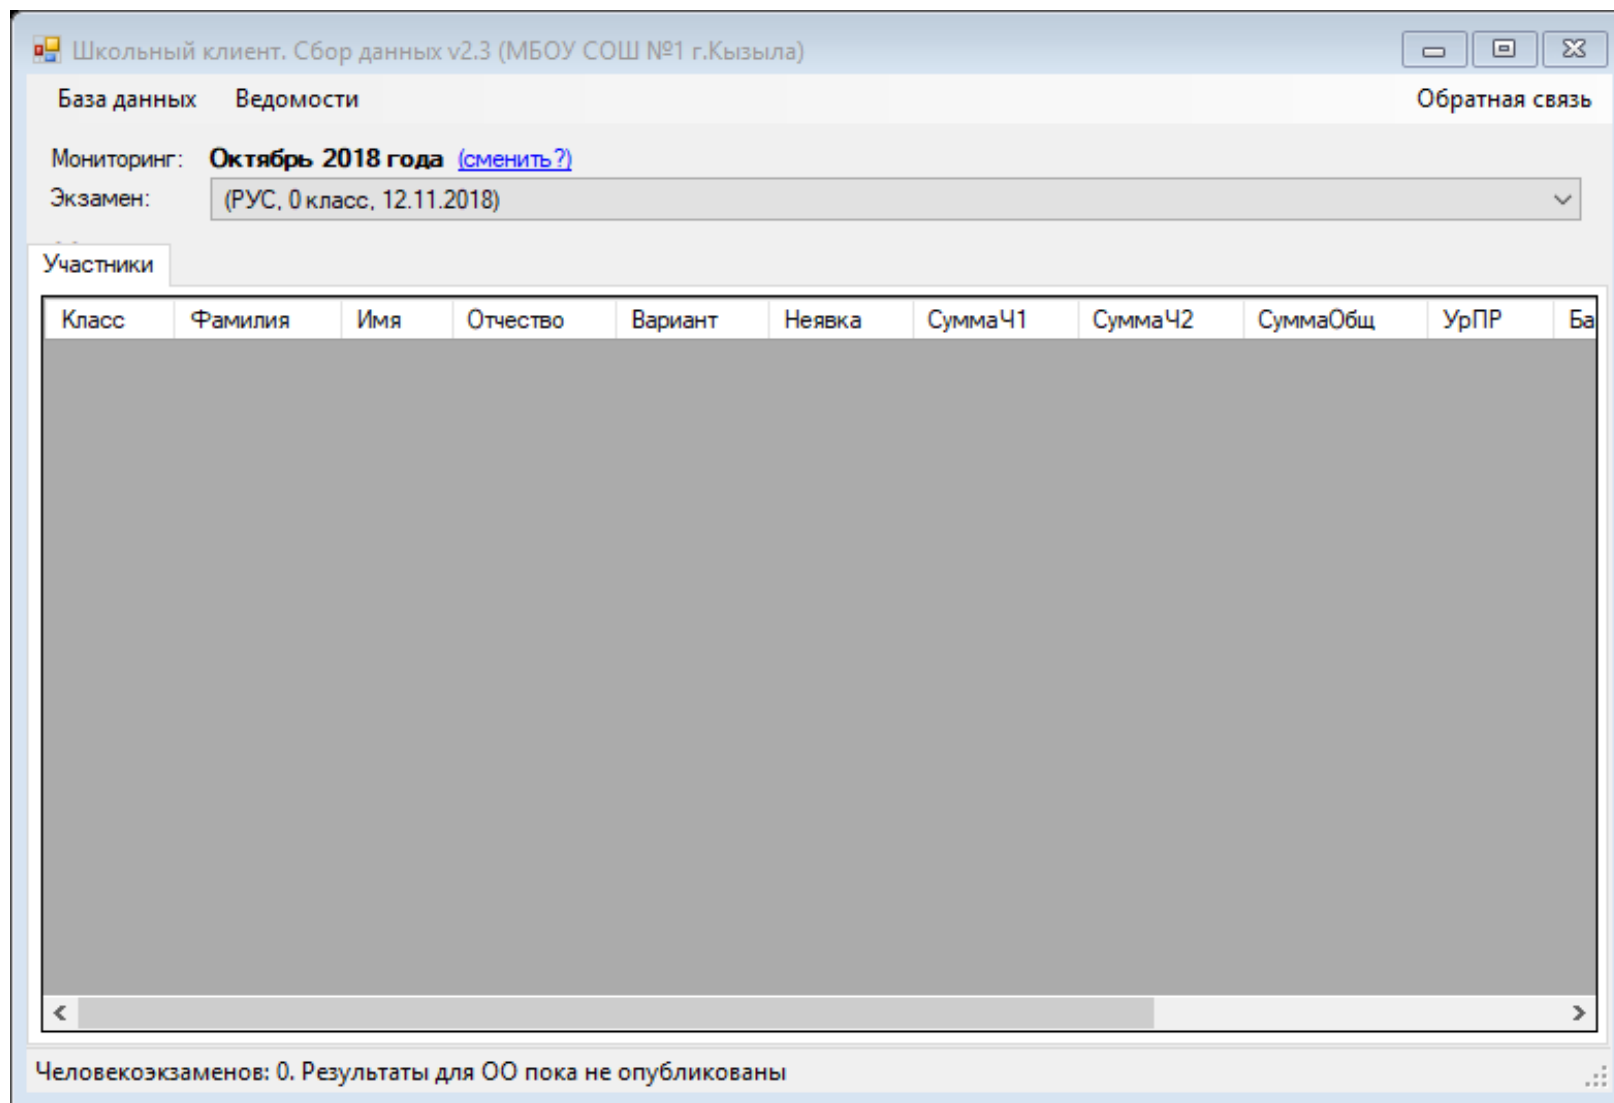 Школьный клиент. Сбор данных v2.3 (МБОУ СОШ №1 г.Кызыла)
База данных Ведомости Обратная связь
Мониторинг: Октябрь 2018 года (сменить?)
Экзамен: (РУС, 0 класс, 12.11.2018)
Участники
Класс Фамилия Имя Отчество Вариант Неявка СуммаЧ1 СуммаЧ2 СуммаОбщ УрПР Ба
Человекоэкзаменов: 0. Результаты для ОО пока не опубликованы